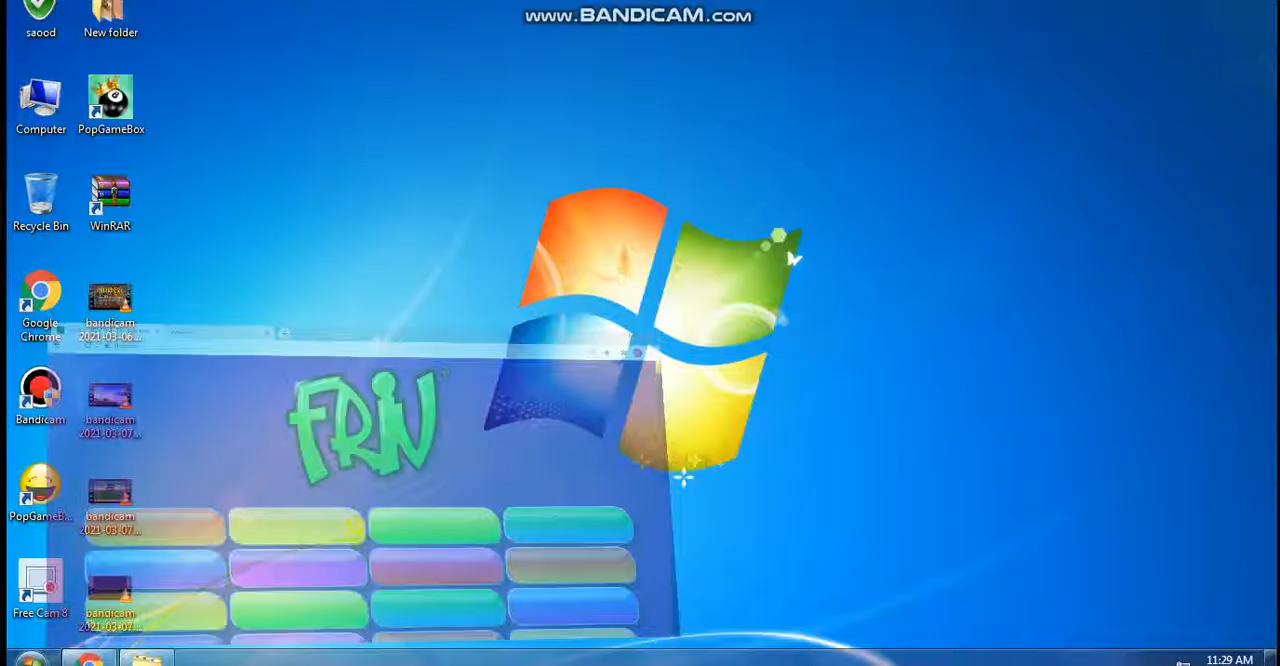 www.BANDICAM.com
saood
New folder
Computer
PopGameBox
Recycle Bin
WinRAR
Google
Chrome
bandicam
2021-03-06...
Bandicam
bandicam
2021-03-07...
PopGameB...
bandicam
2021-03-07...
Free Cam 8
bandicam
2021-03-07...
FRIV
11:29 AM